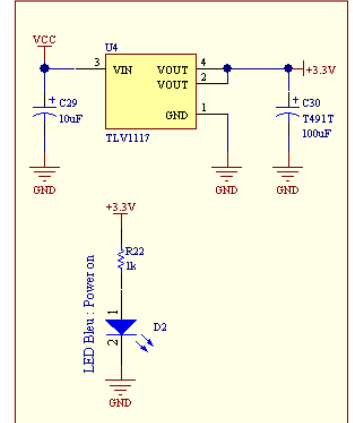 VCC
U4
3 VIN VOUT 4
VOUT 2
+3.3V
GND 1
TLV1117
+ C29
10uF
+ C30
T491T
100uF
GND
GND
GND
+3.3V
R22
1k
LED Bleu : Power on
1
D2
2
GND